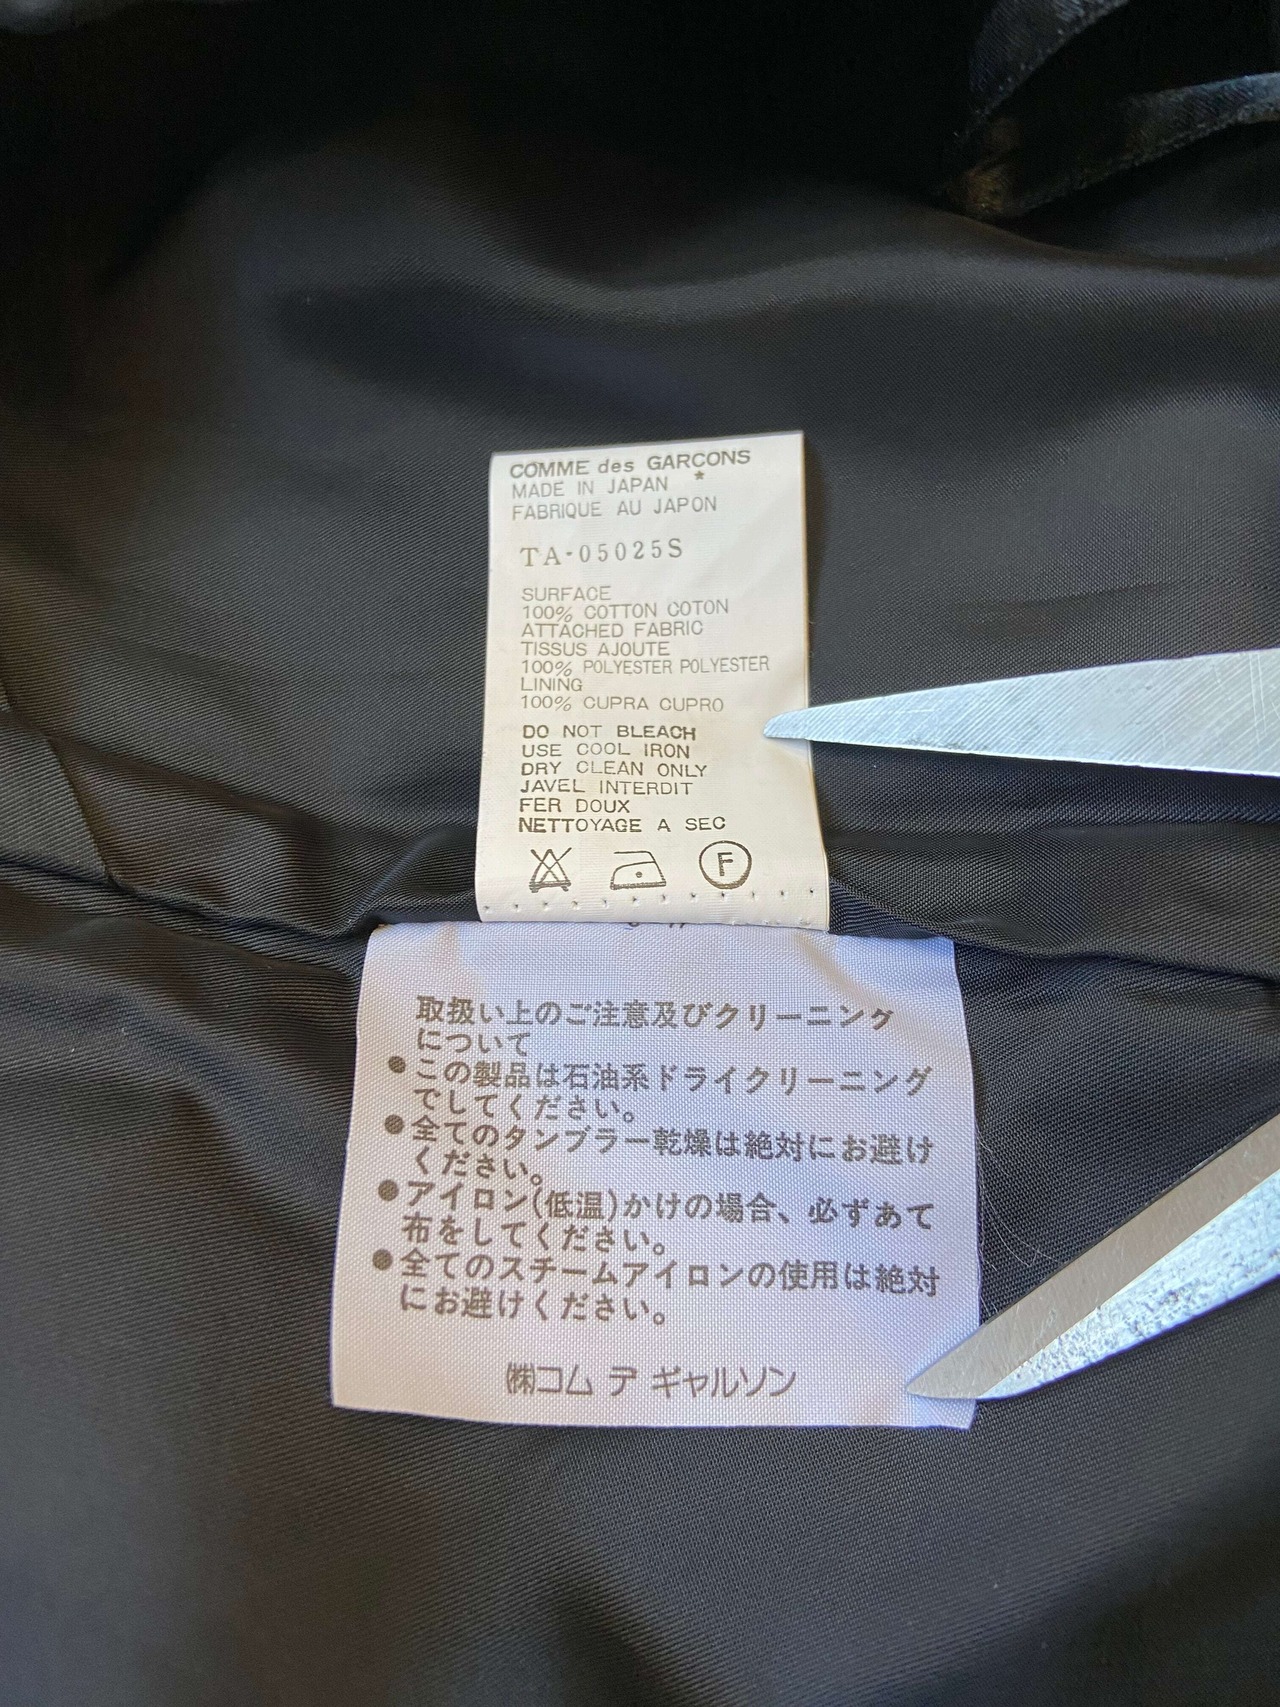 COMME des GARCONS
*
MADE IN JAPAN
FABRIQUE AU JAPON
TA-05025S
SURFACE
100% COTTON COTON
ATTACHED FABRIC
TISSUS AJOUTE
100% POLYESTER POLYESTER
LINING
100% CUPRA CUPRO
DO NOT BLEACH
USE COOL IRON
DRY CLEAN ONLY
JAVEL INTERDIT
FER DOUX
NETTOYAGE A SEC
F
取扱い上のご注意及びクリーニング
について
●この製品は石油系ドライクリーニング
でしてください。
●全てのタンブラー乾燥は絶対にお避け
ください。
●アイロン(低温)かけの場合、必ずあて
布をしてください。
●全てのスチームアイロンの使用は絶対
にお避けください。
㈱コム デ ギャルソン